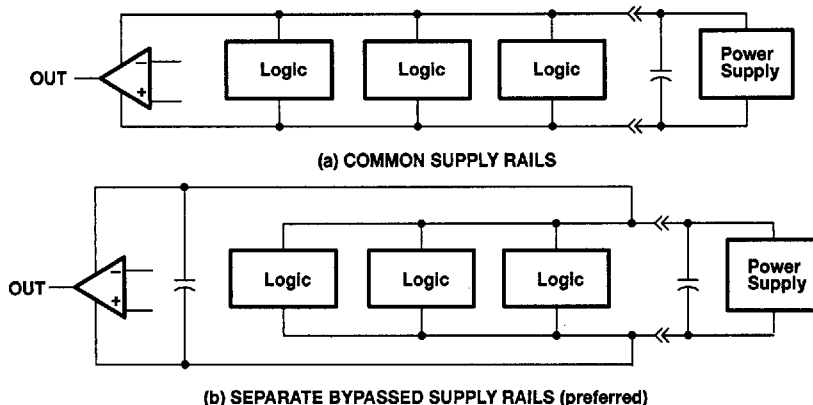 OUT
−
+
Logic
Logic
Logic
Power
Supply
(a) COMMON SUPPLY RAILS
OUT
−
+
Logic
Logic
Logic
Power
Supply
(b) SEPARATE BYPASSED SUPPLY RAILS (preferred)